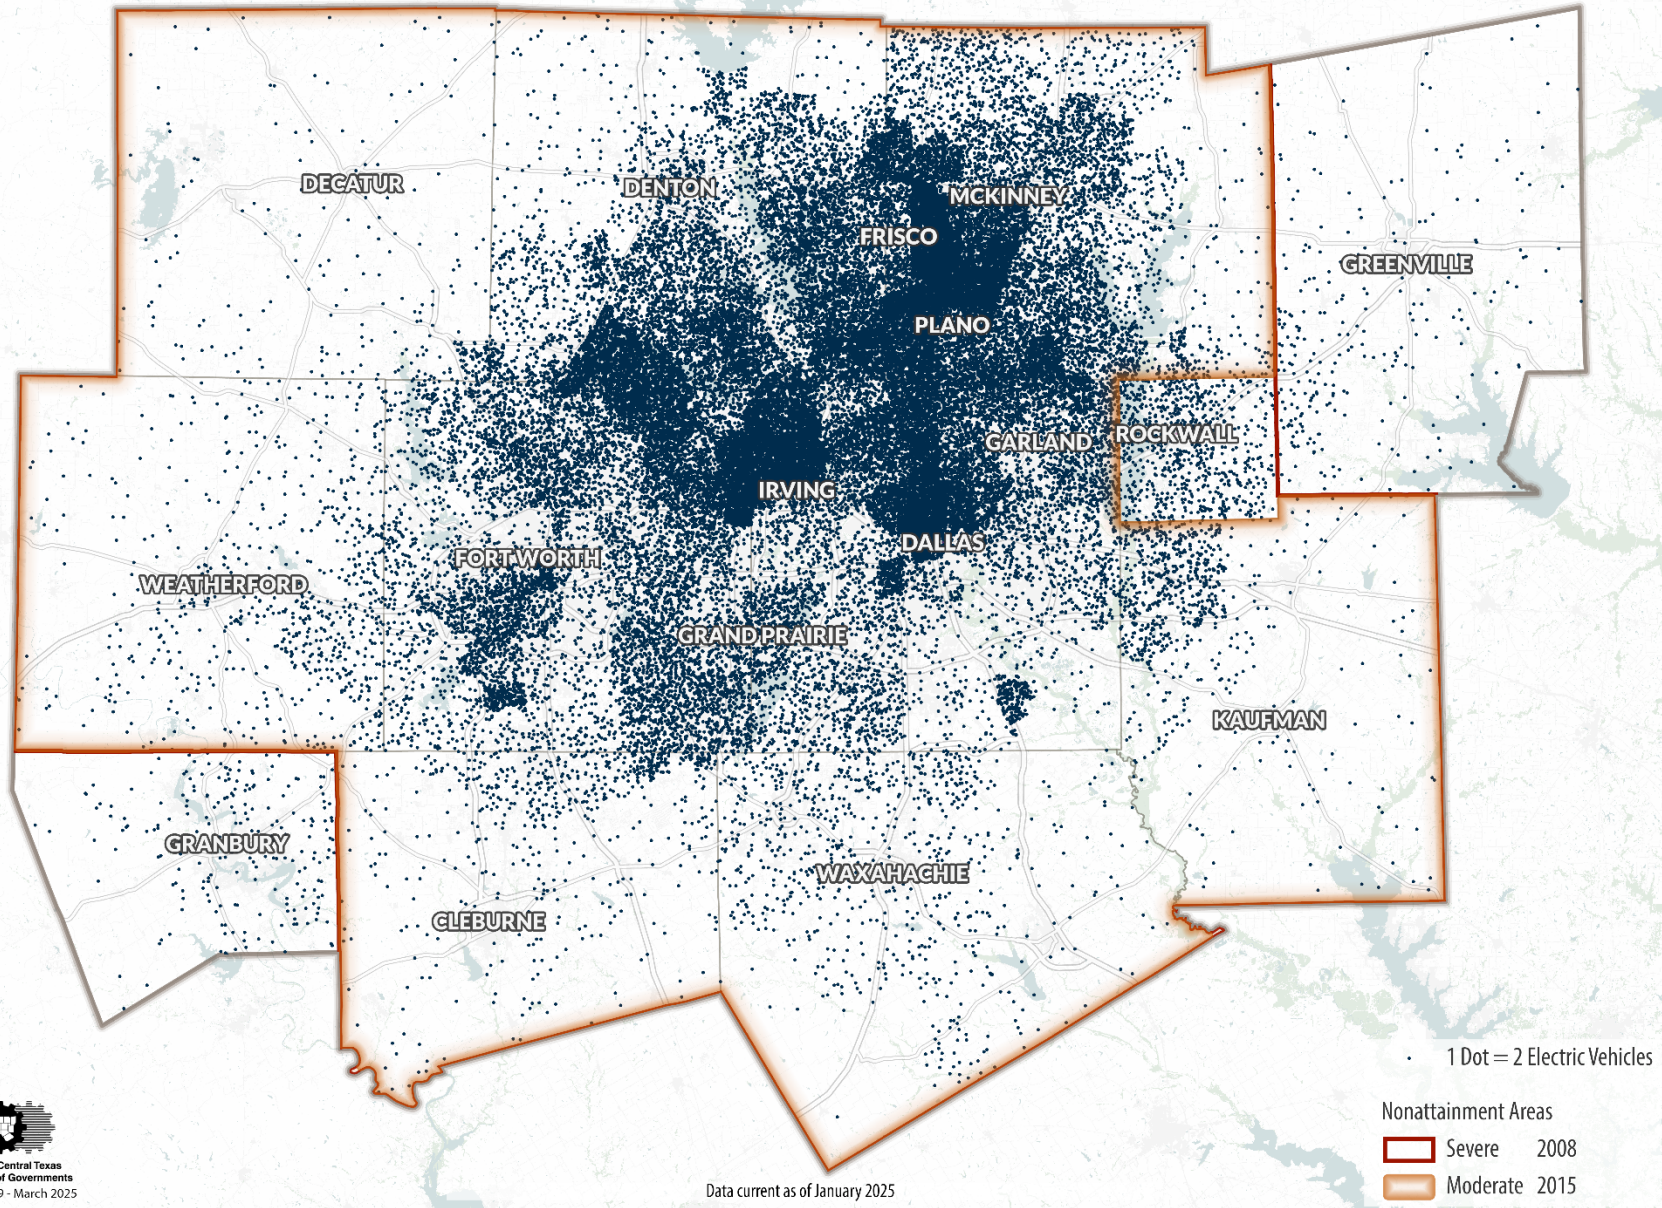 DECATUR
DENTON
MCKINNEY
FRISCO
GREENVILLE
PLANO
GARLAND
ROCKWALL
IRVING
DALLAS
FORT WORTH
WEATHERFORD
GRAND PRAIRIE
KAUFMAN
GRANBURY
WAXAHACHIE
CLEBURNE
1 Dot = 2 Electric Vehicles
Nonattainment Areas
Severe 2008
Moderate 2015
Central Texas
of Governments
9 - March 2025
Data current as of January 2025